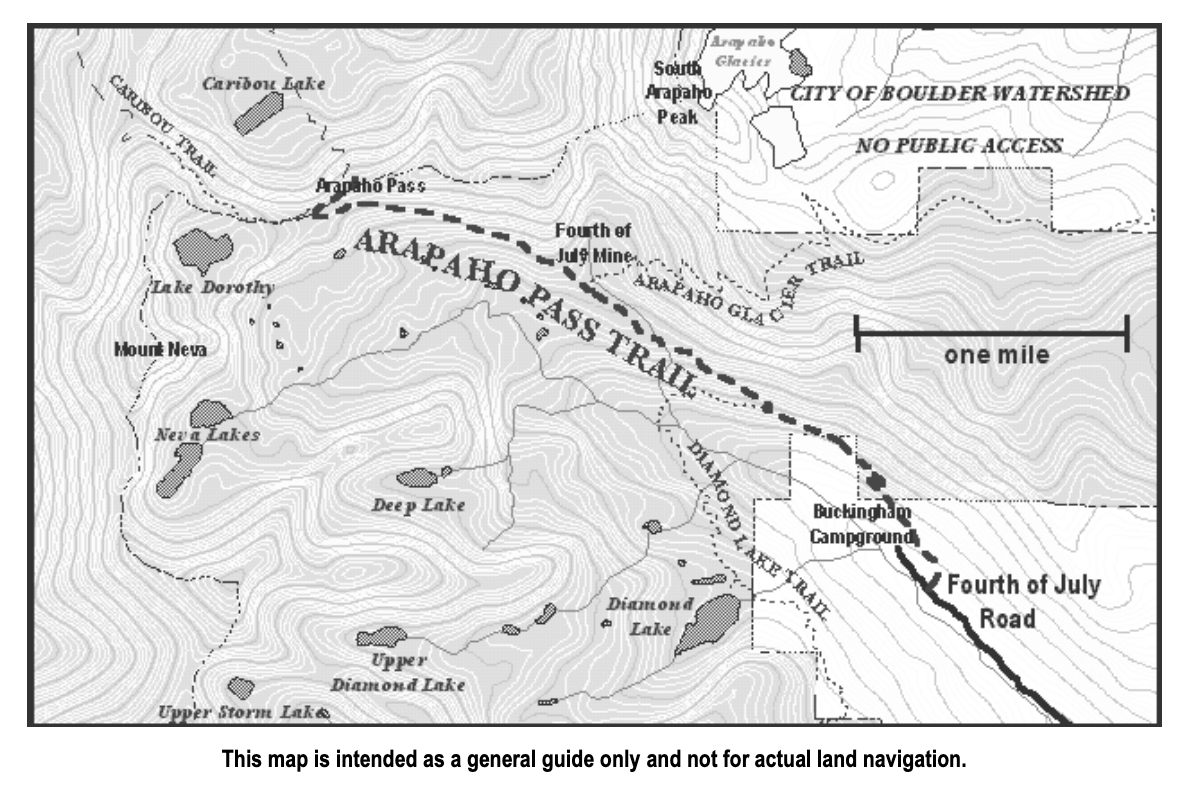 Arapaho
Glacier
Caribou Lake
South
Arapaho
Peak
CITY OF BOULDER WATERSHED
NO PUBLIC ACCESS
CARIBOU TRAIL
Arapaho Pass
Fourth of
July Mine
ARAPAHO PASS TRAIL
ARAPAHO GLACIER TRAIL
Lake Dorothy
one mile
Mount Neva
Neva Lakes
DIAMOND LAKE TRAIL
Deep Lake
Buckingham
Campground
Fourth of July
Road
Diamond
Lake
Upper
Diamond Lake
Upper Storm Lake
This map is intended as a general guide only and not for actual land navigation.